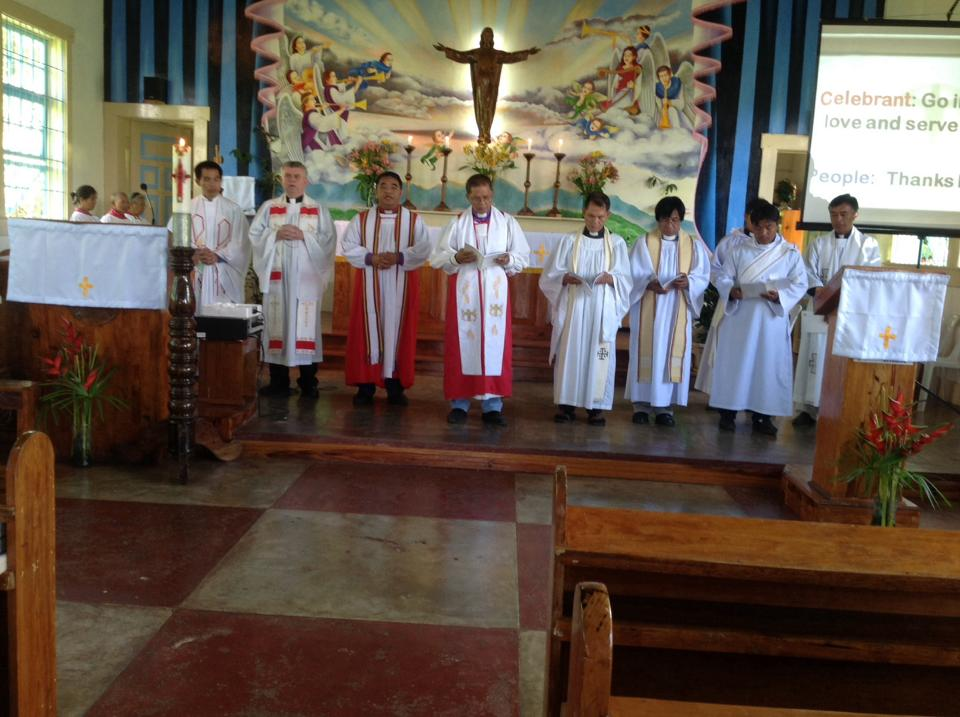 Celebrant: Go i
love and serve
People: Thanks